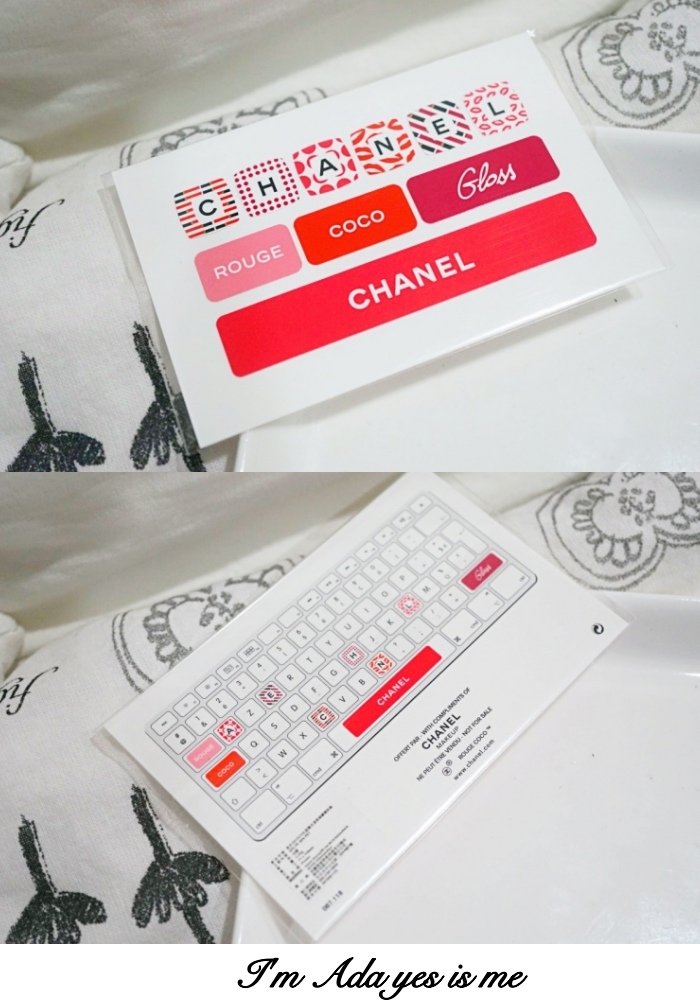 C H A N E L
ROUGE COCO Gloss
CHANEL
A Z E R T Y U I O P
ROUGE
Q S D F G H J K L M
COCO
Gloss
W X C V B N
CHANEL
OFFERT PAR - WITH COMPLIMENTS OF
CHANEL
MAKEUP
NE PEUT ÊTRE VENDU - NOT FOR SALE
ROUGE COCO
www.chanel.com
I'm Ada yes is me